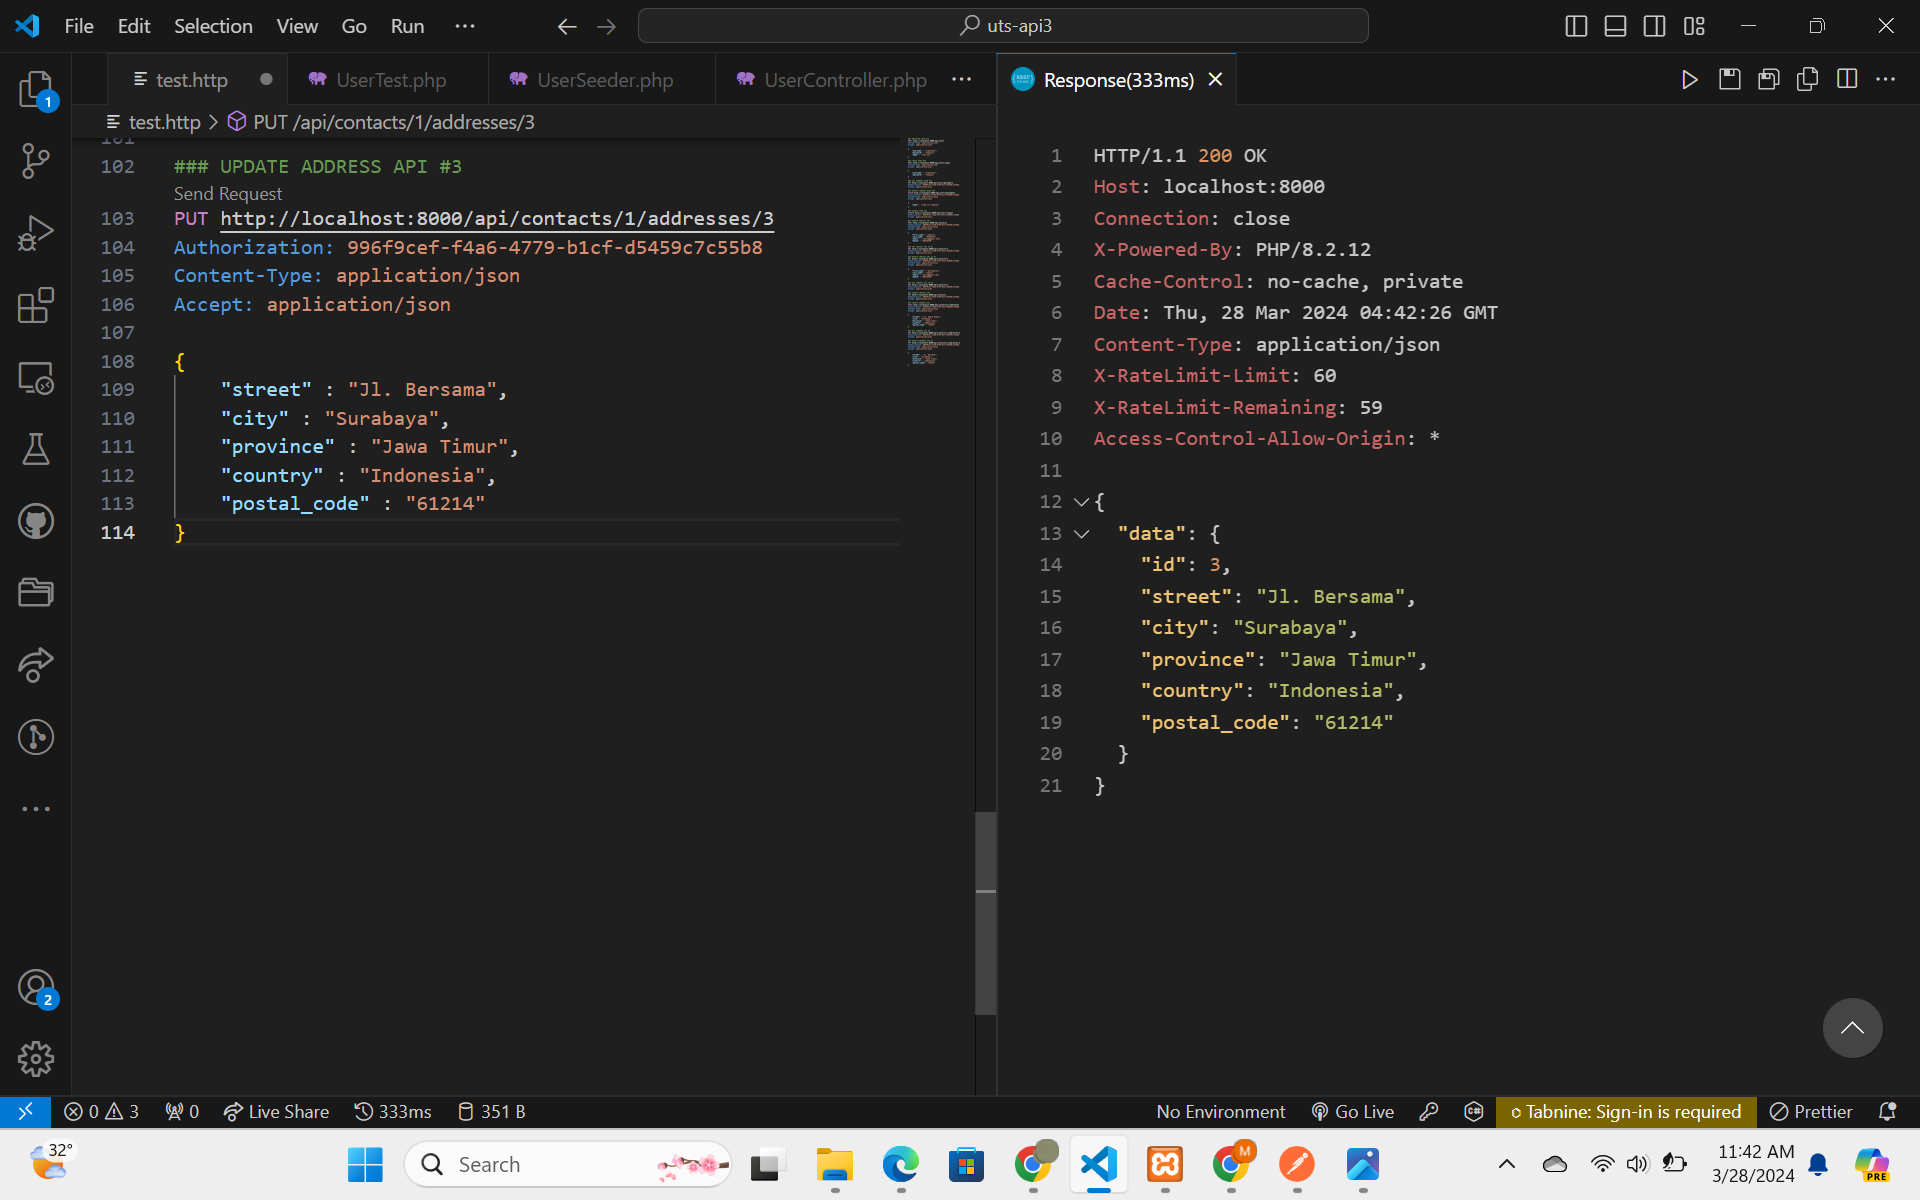 File Edit Selection View Go Run ···
uts-api3
1
test.http
UserTest.php
UserSeeder.php
UserController.php ···
Response(333ms)
test.http > PUT /api/contacts/1/addresses/3
101
102 ### UPDATE ADDRESS API #3
Send Request
103 PUT http://localhost:8000/api/contacts/1/addresses/3
104 Authorization: 996f9cef-f4a6-4779-b1cf-d5459c7c55b8
105 Content-Type: application/json
106 Accept: application/json
107
108 {
109 "street" : "Jl. Bersama",
110 "city" : "Surabaya",
111 "province" : "Jawa Timur",
112 "country" : "Indonesia",
113 "postal_code" : "61214"
114 }
1 HTTP/1.1 200 OK
2 Host: localhost:8000
3 Connection: close
4 X-Powered-By: PHP/8.2.12
5 Cache-Control: no-cache, private
6 Date: Thu, 28 Mar 2024 04:42:26 GMT
7 Content-Type: application/json
8 X-RateLimit-Limit: 60
9 X-RateLimit-Remaining: 59
10 Access-Control-Allow-Origin: *
11
12 {
13 "data": {
14 "id": 3,
15 "street": "Jl. Bersama",
16 "city": "Surabaya",
17 "province": "Jawa Timur",
18 "country": "Indonesia",
19 "postal_code": "61214"
20 }
21 }
2
0 3 0 Live Share 333ms 351 B
No Environment Go Live C# Tabnine: Sign-in is required Prettier
32°
Search
M
11:42 AM
3/28/2024
PRE